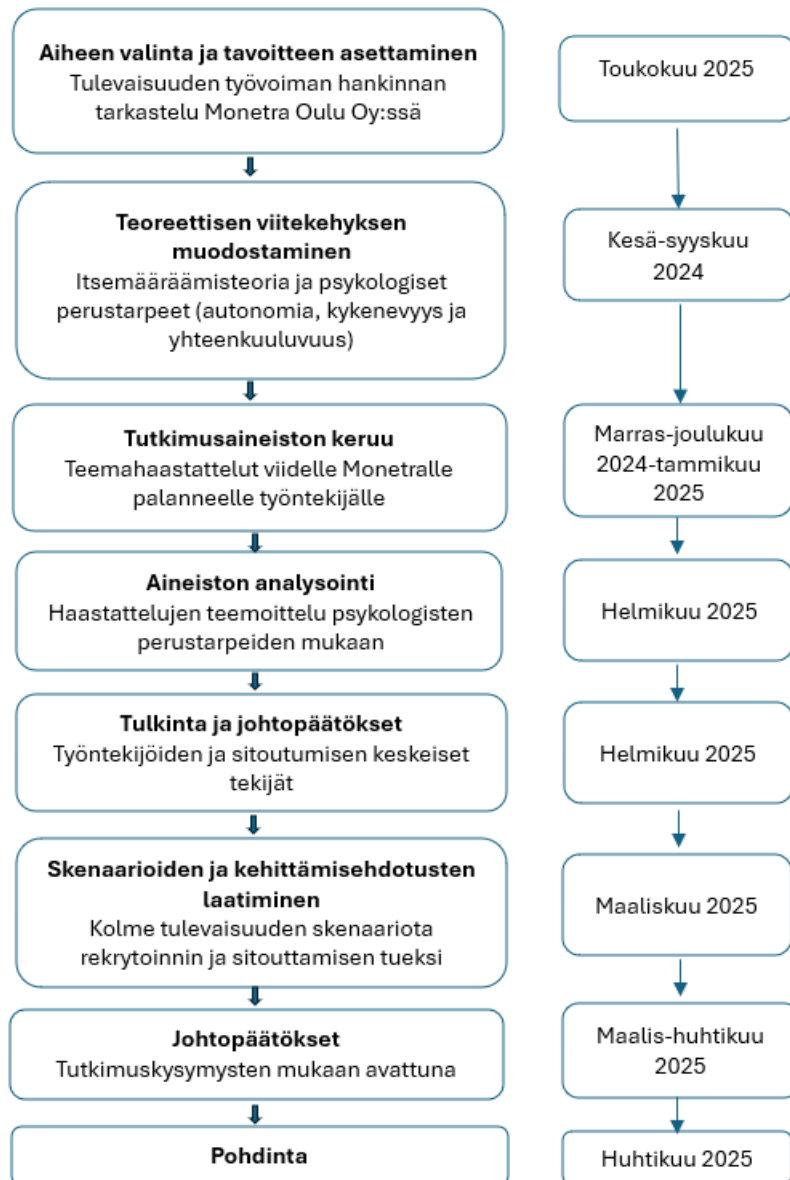 Aiheen valinta ja tavoitteen asettaminen
Tulevaisuuden työvoiman hankinnan
tarkastelu Monetra Oulu Oy:ssä
Toukokuu 2025
Teoreettisen viitekehyksen
muodostaminen
Itsemääräämisteoria ja psykologiset
perustarpeet (autonomia, kykenevyys ja
yhteenkuuluvuus)
Kesä-syyskuu
2024
Tutkimusaineiston keruu
Teemahaastattelut viidelle Monetralle
palanneelle työntekijälle
Marras-joulukuu
2024-tammikuu
2025
Aineiston analysointi
Haastattelujen teemoittelu psykologisten
perustarpeiden mukaan
Helmikuu 2025
Tulkinta ja johtopäätökset
Työntekijöiden ja sitoutumisen keskeiset
tekijät
Helmikuu 2025
Skenaarioiden ja kehittämisehdotusten
laatiminen
Kolme tulevaisuuden skenaariota
rekrytoinnin ja sitouttamisen tueksi
Maaliskuu 2025
Johtopäätökset
Tutkimuskysymysten mukaan avattuna
Maalis-huhtikuu
2025
Pohdinta
Huhtikuu 2025